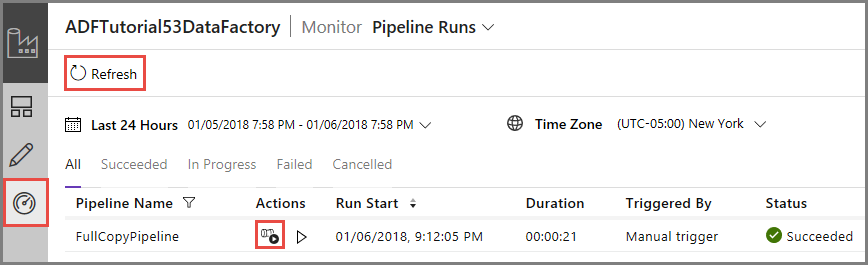 ADFTutorial53DataFactory Monitor Pipeline Runs
Refresh
Last 24 Hours 01/05/2018 7:58 PM - 01/06/2018 7:58 PM Time Zone (UTC-05:00) New York
All Succeeded In Progress Failed Cancelled
Pipeline Name Actions Run Start Duration Triggered By Status
FullCopyPipeline 01/06/2018, 9:12:05 PM 00:00:21 Manual trigger Succeeded